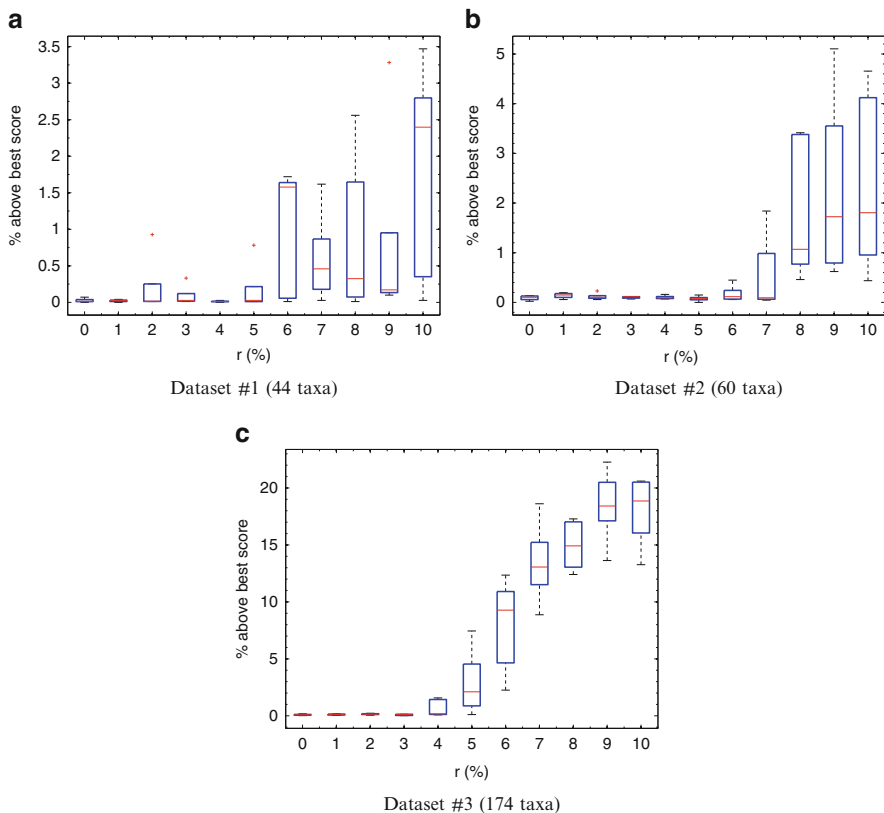 a
3.5
3
2.5
2
1.5
1
0.5
0
% above best score
0 1 2 3 4 5 6 7 8 9 10
r (%)
Dataset #1 (44 taxa)
b
5
4
3
2
1
0
% above best score
0 1 2 3 4 5 6 7 8 9 10
r (%)
Dataset #2 (60 taxa)
c
20
15
10
5
0
% above best score
0 1 2 3 4 5 6 7 8 9 10
r (%)
Dataset #3 (174 taxa)